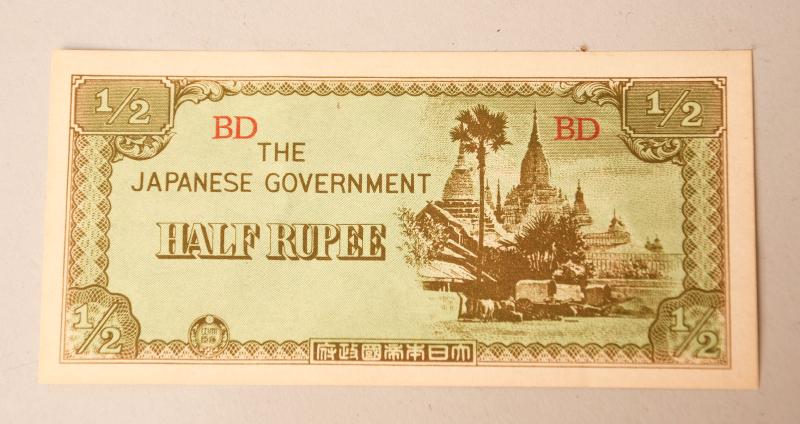 1/2
1/2
BD
BD
THE
JAPANESE GOVERNMENT
HALF RUPEE
1/2
1/2
府政國帝本日大